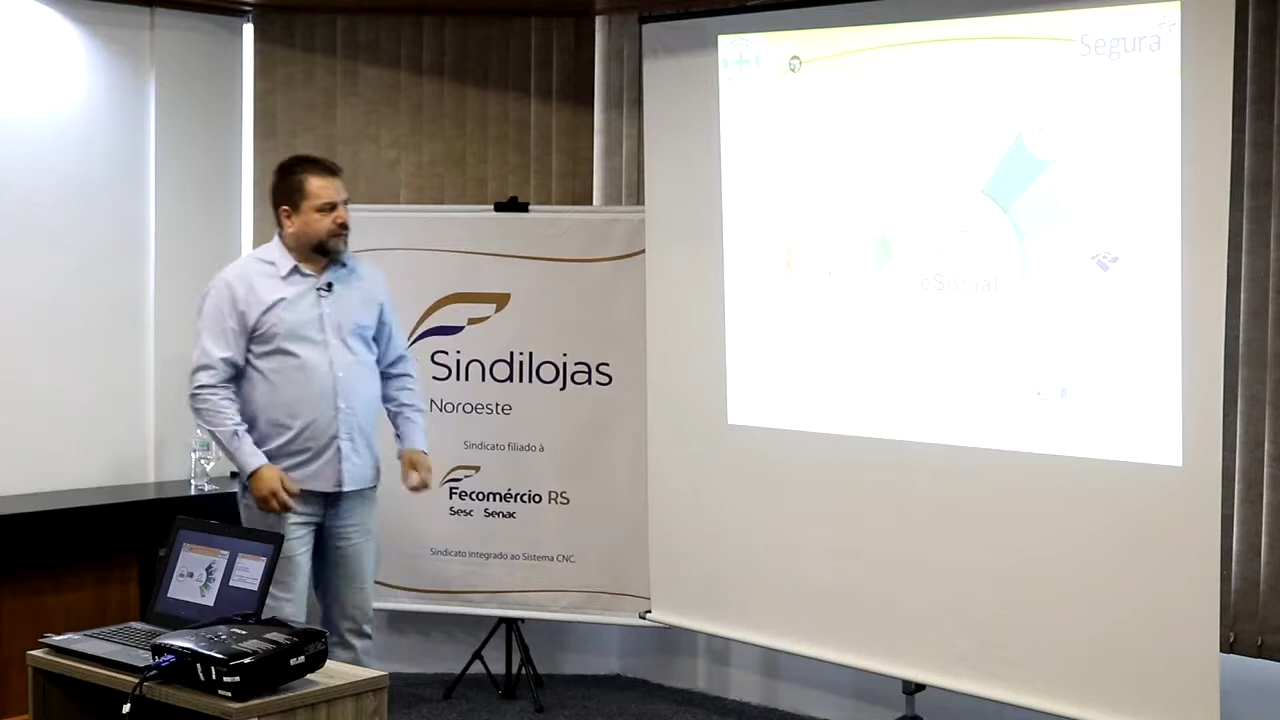 Segura
eSocial
Sindilojas
Noroeste
Sindicato filiado à
Fecomércio RS
Sesc Senac
Sindicato integrado ao Sistema CNC.